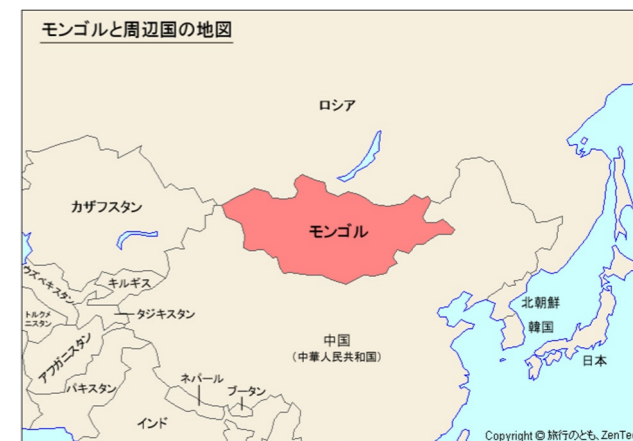 モンゴルと周辺国の地図
ロシア
カザフスタン
モンゴル
ウズベキスタン
キルギス
トルクメ
ニスタン
タジキスタン
北朝鮮
韓国
中国
(中華人民共和国)
日本
アフガニスタン
パキスタン
ネパール
ブータン
インド
Copyright © 旅行のとも、ZenTe